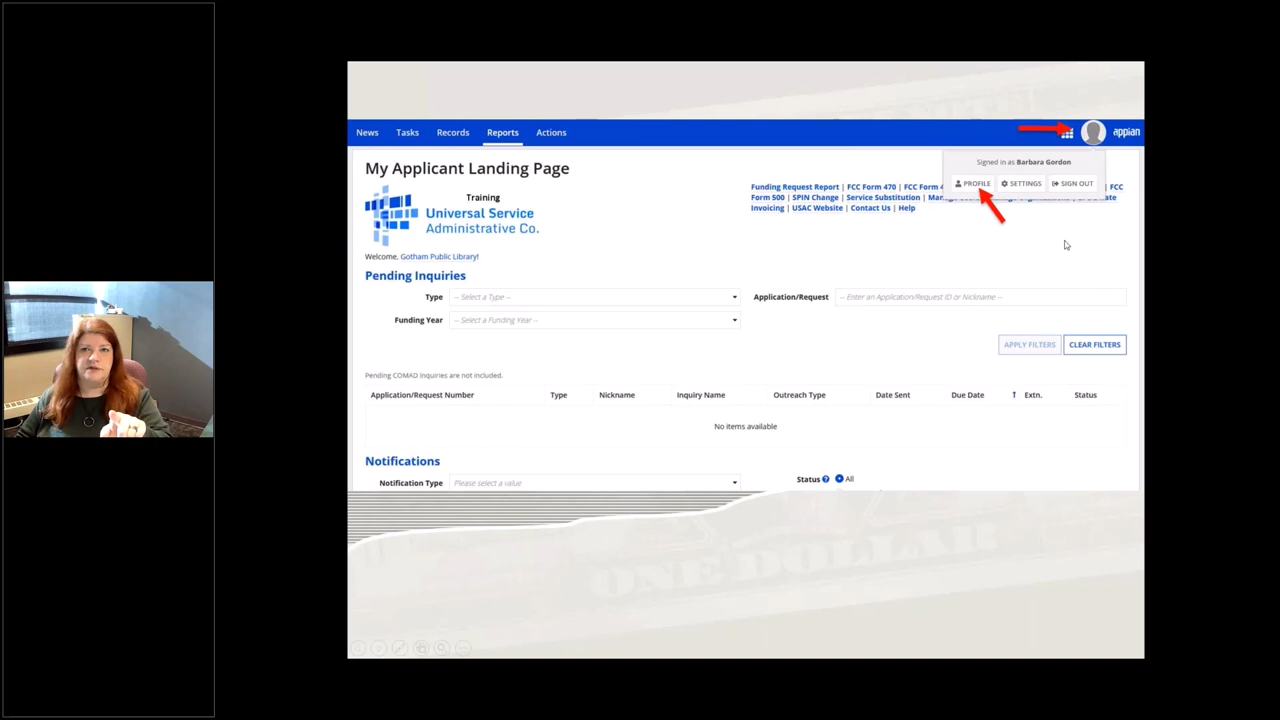 News Tasks Records Reports Actions
appian
Signed in as Barbara Gordon
PROFILE SETTINGS SIGN OUT
My Applicant Landing Page
Training
Universal Service
Administrative Co.
Funding Request Report | FCC Form 470 | FCC Form 4 | FCC
Form 500 | SPIN Change | Service Substitution |
Invoicing | USAC Website | Contact Us | Help
Welcome, Gotham Public Library!
Pending Inquiries
Type -- Select a Type -- Application/Request -- Enter an Application/Request ID or Nickname --
Funding Year -- Select a Funding Year --
APPLY FILTERS CLEAR FILTERS
Pending COMAD Inquiries are not included.
Application/Request Number Type Nickname Inquiry Name Outreach Type Date Sent Due Date Extn. Status
No items available
Notifications
Notification Type Please select a value Status All
ONE DOLLAR